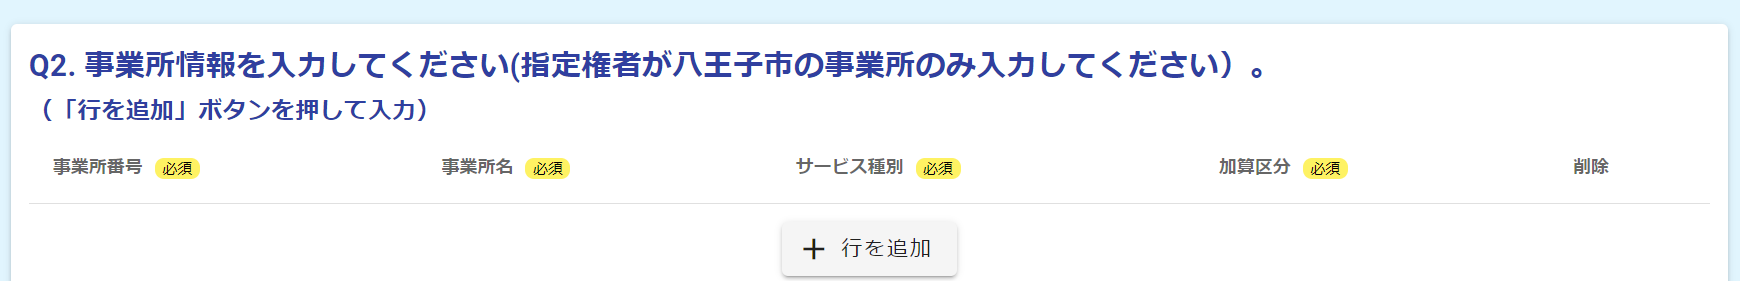 Q2. 事業所情報を入力してください(指定権者が八王子市の事業所のみ入力してください）。
（「行を追加」ボタンを押して入力）
事業所番号 必須 事業所名 必須 サービス種別 必須 加算区分 必須 削除
＋ 行を追加